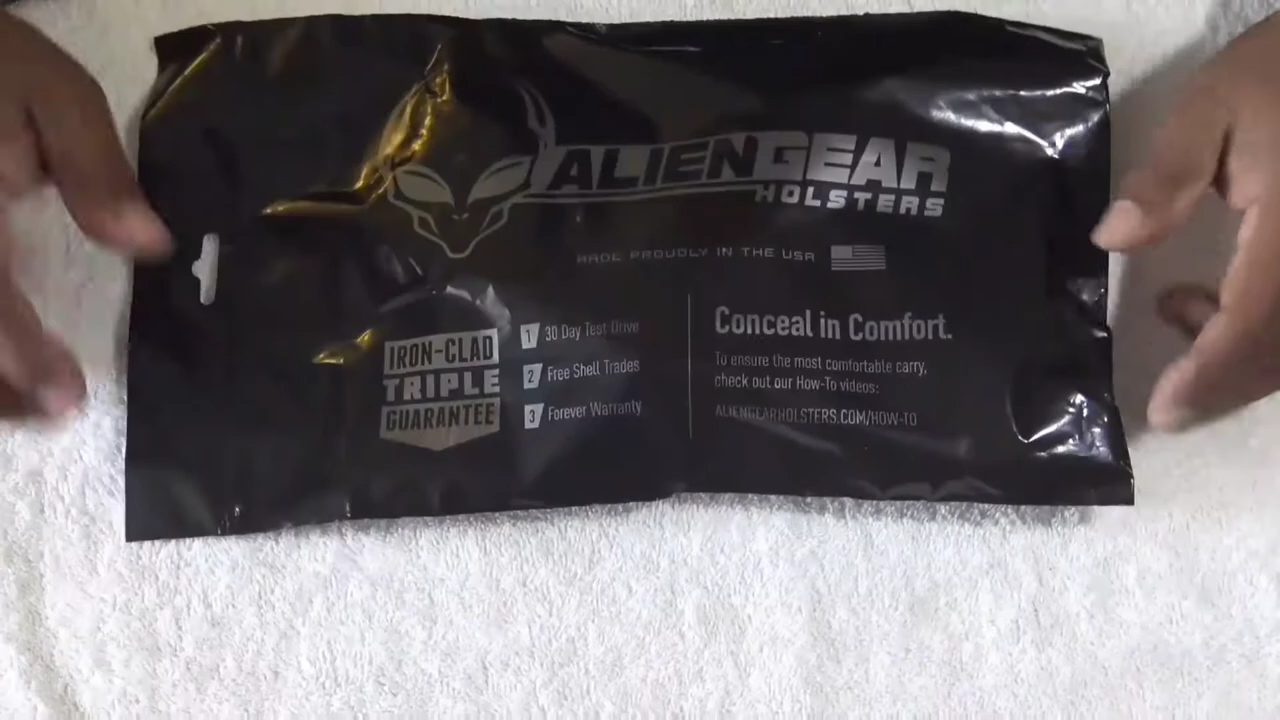 ALIENGEAR
HOLSTERS
MADE PROUDLY IN THE USA
IRON-CLAD
TRIPLE
GUARANTEE
1 30 Day Test Drive
2 Free Shell Trades
3 Forever Warranty
Conceal in Comfort.
To ensure the most comfortable carry,
check out our How-To videos:
ALIENGEARHOLSTERS.COM/HOW-TO